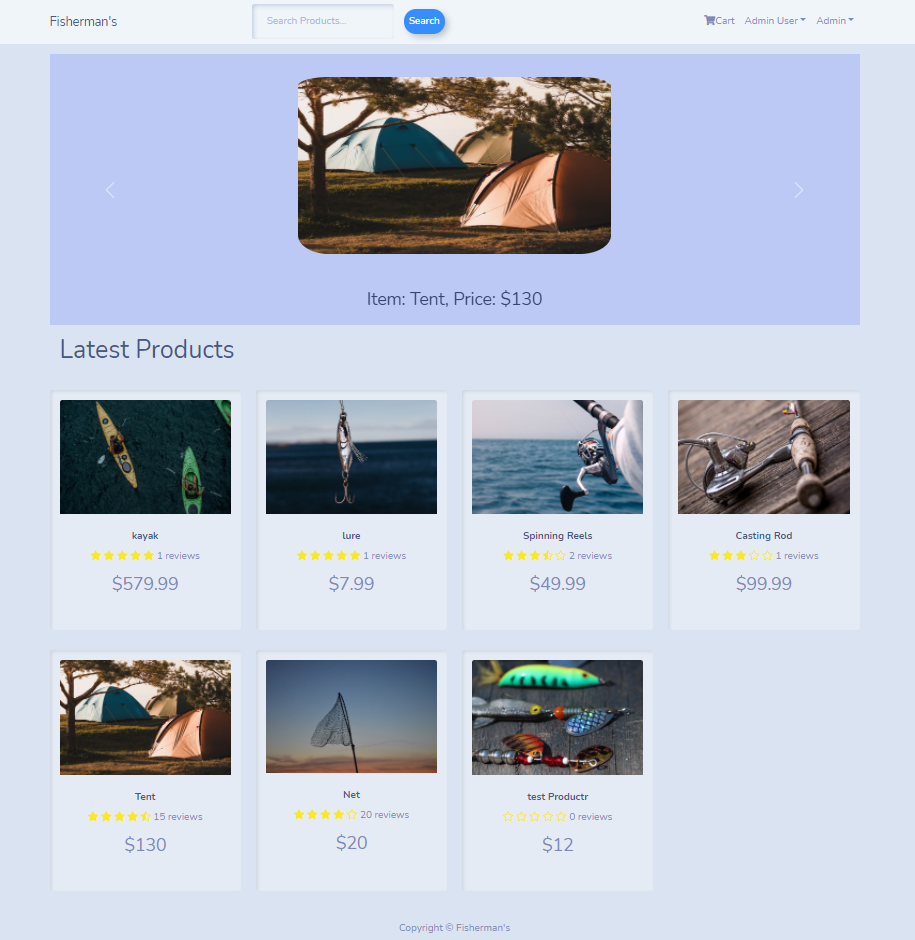 Fisherman's
Search Products...
Search
Cart
Admin User
Admin
Item: Tent, Price: $130
Latest Products
kayak
1 reviews
$579.99
lure
1 reviews
$7.99
Spinning Reels
2 reviews
$49.99
Casting Rod
1 reviews
$99.99
Tent
15 reviews
$130
Net
20 reviews
$20
test Productr
0 reviews
$12
Copyright © Fisherman's